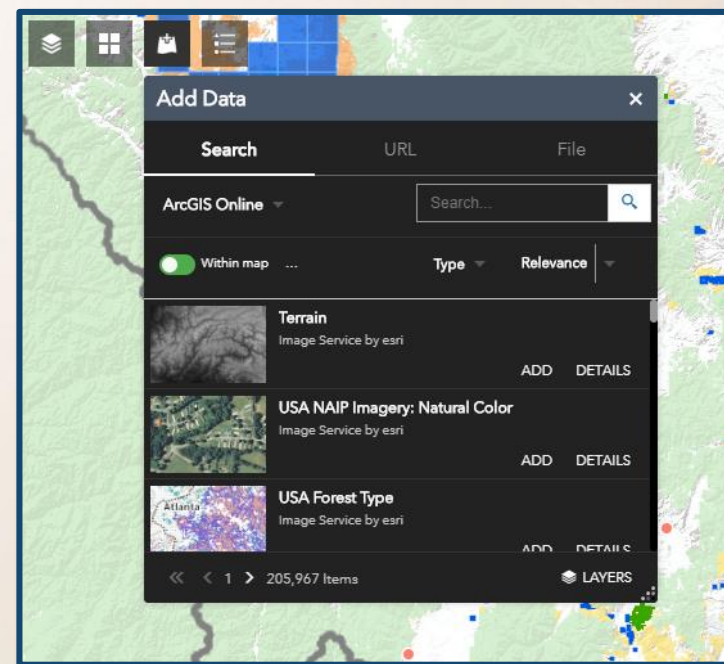 Add Data ×
Search URL File
ArcGIS Online Search...
Within map ... Type Relevance
Terrain
Image Service by esri
ADD DETAILS
USA NAIP Imagery: Natural Color
Image Service by esri
ADD DETAILS
Atlanta
USA Forest Type
Image Service by esri
ADD DETAILS
1 205,967 Items LAYERS